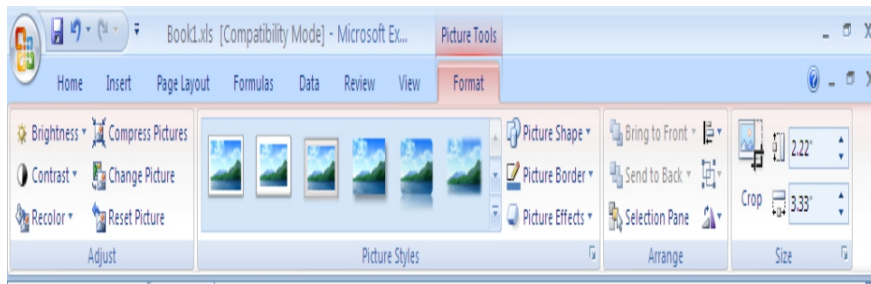 Book1.xls [Compatibility Mode] - Microsoft Ex... Picture Tools
Home Insert Page Layout Formulas Data Review View Format
Brightness Compress Pictures Picture Shape Bring to Front 2.22"
Contrast Change Picture Picture Border Send to Back
Crop 3.33"
Recolor Reset Picture Picture Effects Selection Pane
Adjust Picture Styles Arrange Size